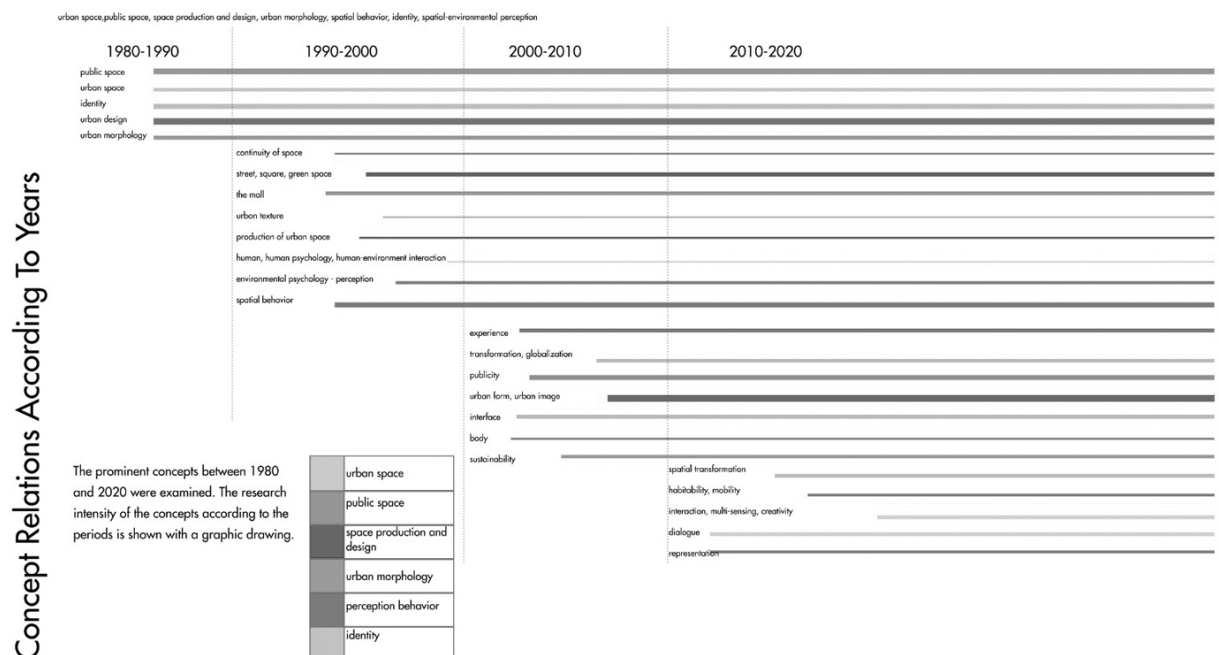 urban space,public space, space production and design, urban morphology, spatial behavior, identity, spatial-environmental perception
1980-1990 1990-2000 2000-2010 2010-2020
public space
urban space
identity
urban design
urban morphology
continuity of space
street, square, green space
the mall
urban texture
production of urban space
human, human psychology, human-environment interaction
environmental psychology - perception
spatial behavior
experience
transformation, globalization
publicity
urban form, urban image
interface
body
sustainability
spatial transformation
habitability, mobility
interaction, multi-sensing, creativity
dialogue
representation
Concept Relations According To Years
The prominent concepts between 1980
and 2020 were examined. The research
intensity of the concepts according to the
periods is shown with a graphic drawing.
urban space
public space
space production and
design
urban morphology
perception behavior
identity